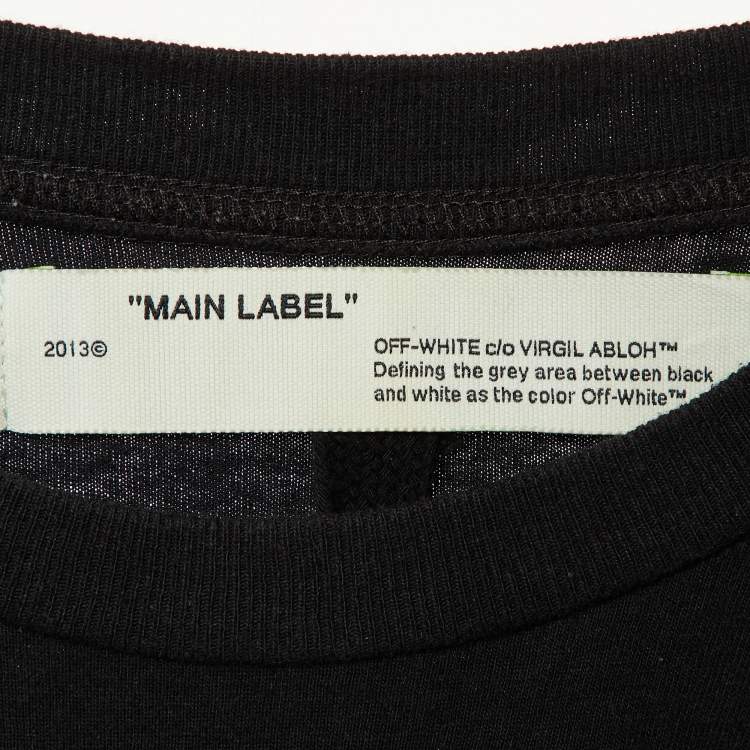 "MAIN LABEL"
2013©
OFF-WHITE c/o VIRGIL ABLOH™
Defining the grey area between black
and white as the color Off-White™